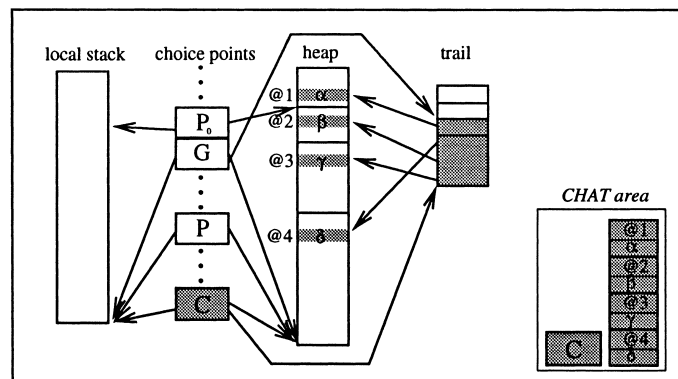 local stack
choice points
heap
trail
@1 α
P0
@2 β
G
@3 γ
P
@4 δ
C
CHAT area
@1
α
@2
β
@3
γ
@4
δ
C